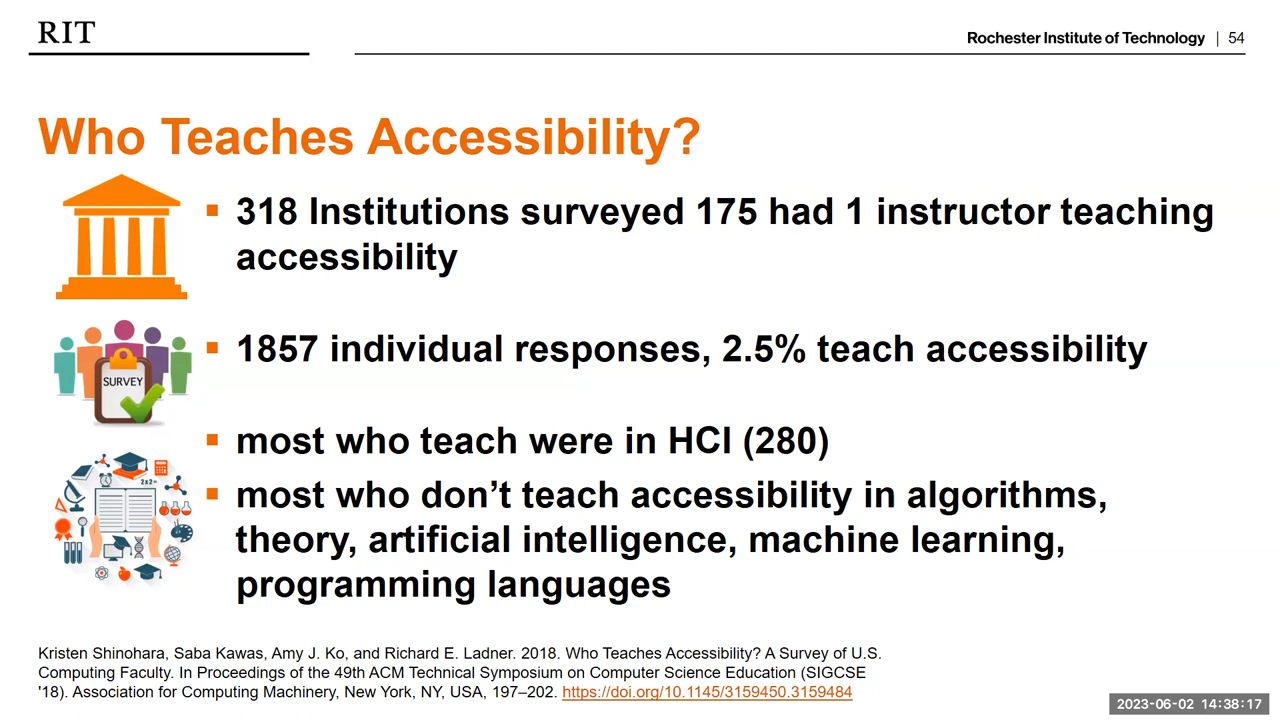 RIT
Rochester Institute of Technology | 54
Who Teaches Accessibility?
▪ 318 Institutions surveyed 175 had 1 instructor teaching
accessibility
▪ 1857 individual responses, 2.5% teach accessibility
SURVEY
▪ most who teach were in HCI (280)
▪ most who don’t teach accessibility in algorithms,
theory, artificial intelligence, machine learning,
programming languages
2x2=
Kristen Shinohara, Saba Kawas, Amy J. Ko, and Richard E. Ladner. 2018. Who Teaches Accessibility? A Survey of U.S.
Computing Faculty. In Proceedings of the 49th ACM Technical Symposium on Computer Science Education (SIGCSE
'18). Association for Computing Machinery, New York, NY, USA, 197–202. https://doi.org/10.1145/3159450.3159484
2023-06-02 14:38:17